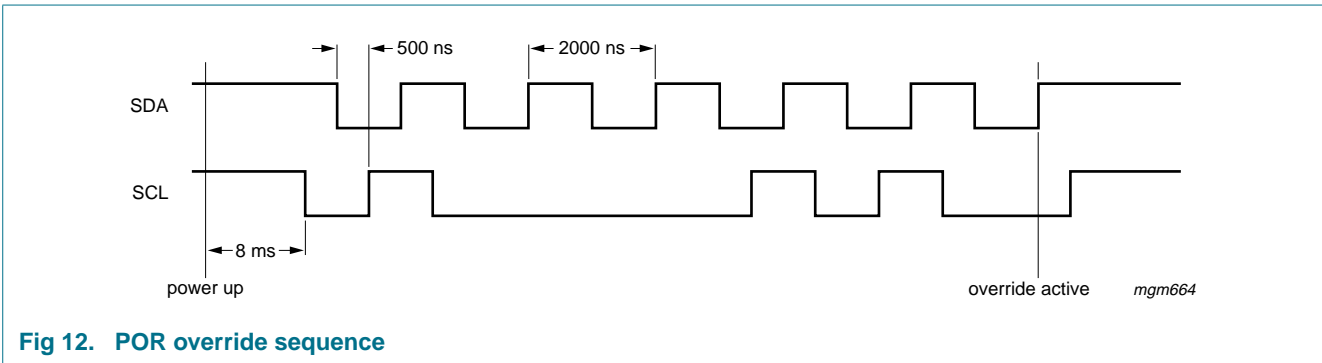 500 ns
2000 ns
SDA
SCL
8 ms
power up
override active
mgm664
Fig 12. POR override sequence